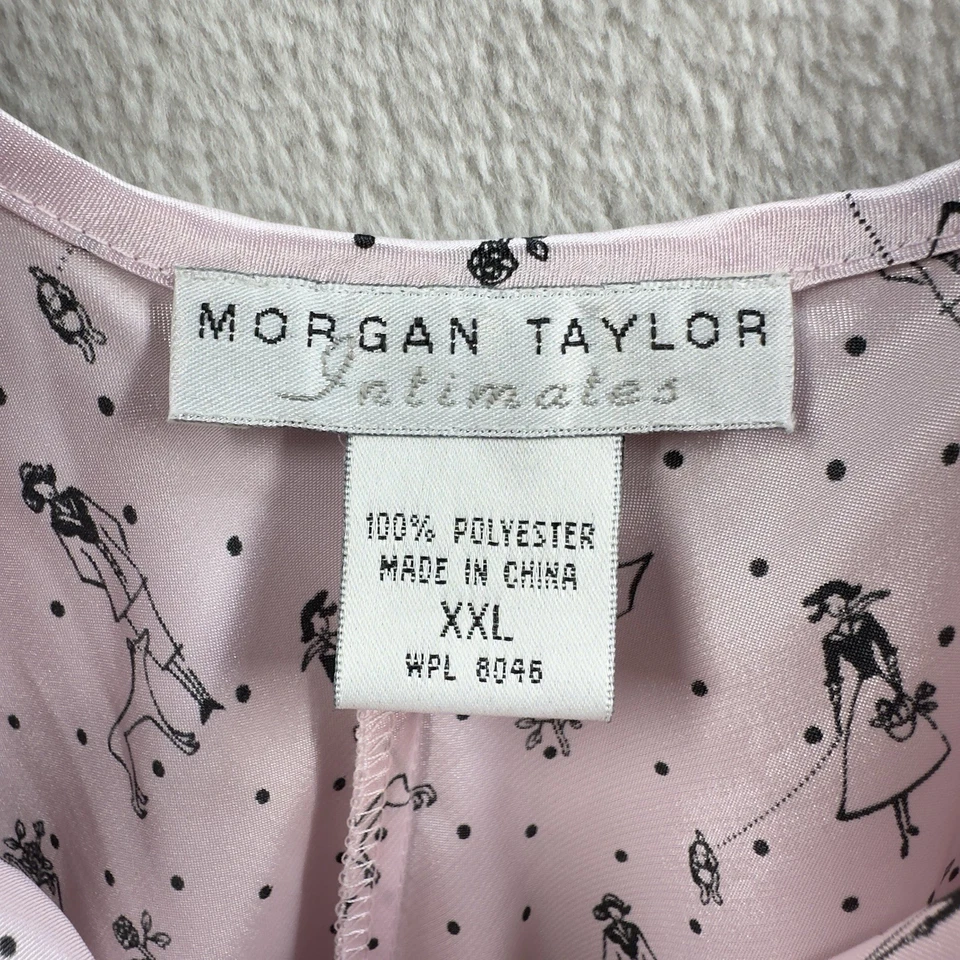 MORGAN TAYLOR
Intimates
100% POLYESTER
MADE IN CHINA
XXL
WPL 8046